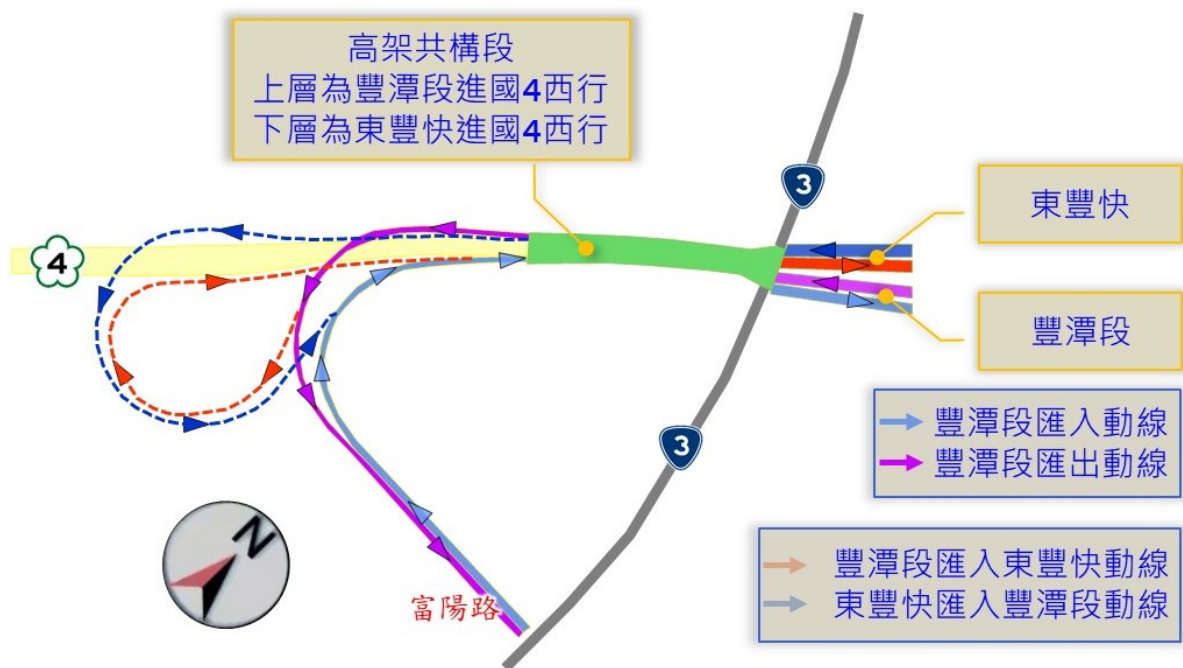 高架共構段
上層為豐潭段進國4西行
下層為東豐快進國4西行
3
東豐快
4
豐潭段
豐潭段匯入動線
3
豐潭段匯出動線
N
豐潭段匯入東豐快動線
東豐快匯入豐潭段動線
富陽路